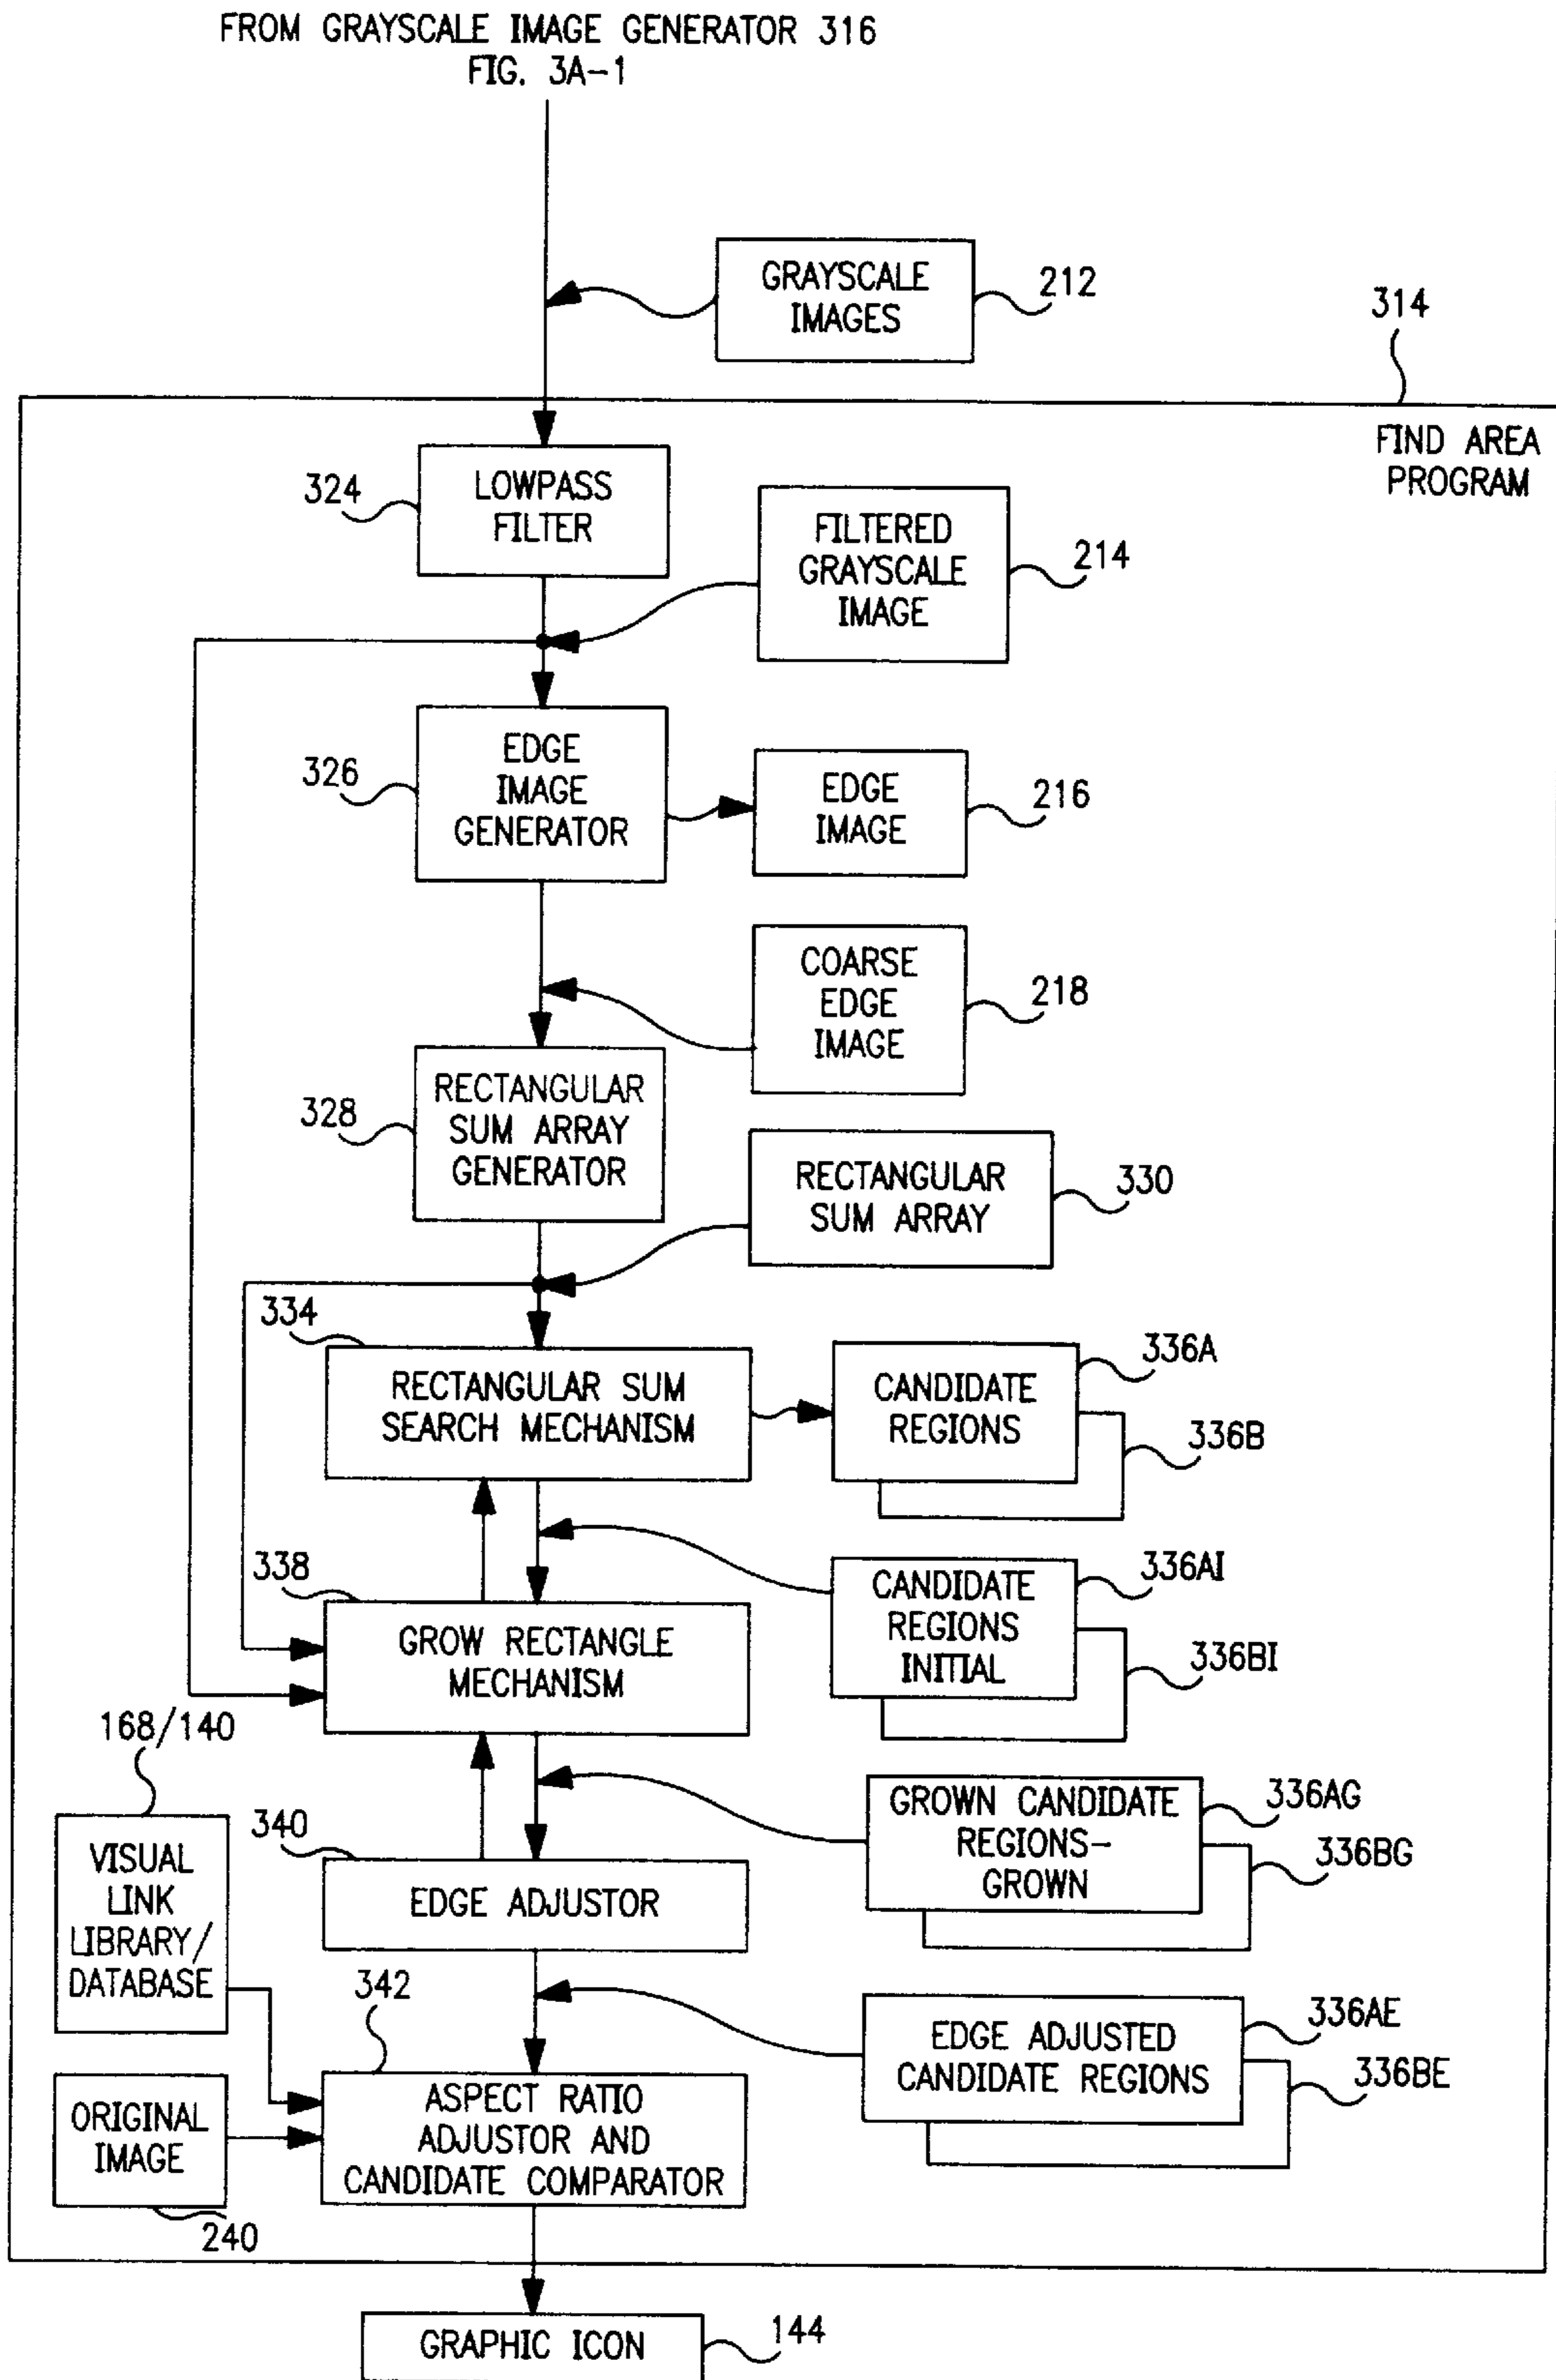 FROM GRAYSCALE IMAGE GENERATOR 316
FIG. 3A-1
GRAYSCALE
IMAGES
212
314
FIND AREA
PROGRAM
324
LOWPASS
FILTER
FILTERED
GRAYSCALE
IMAGE
214
326
EDGE
IMAGE
GENERATOR
EDGE
IMAGE
216
COARSE
EDGE
IMAGE
218
328
RECTANGULAR
SUM ARRAY
GENERATOR
RECTANGULAR
SUM ARRAY
330
334
RECTANGULAR SUM
SEARCH MECHANISM
CANDIDATE
REGIONS
336A
336B
338
GROW RECTANGLE
MECHANISM
CANDIDATE
REGIONS
INITIAL
336AI
336BI
168/140
VISUAL
LINK
LIBRARY/
DATABASE
340
EDGE ADJUSTOR
GROWN CANDIDATE
REGIONS-
GROWN
336AG
336BG
342
ASPECT RATIO
ADJUSTOR AND
CANDIDATE COMPARATOR
EDGE ADJUSTED
CANDIDATE REGIONS
336AE
336BE
ORIGINAL
IMAGE
240
GRAPHIC ICON
144